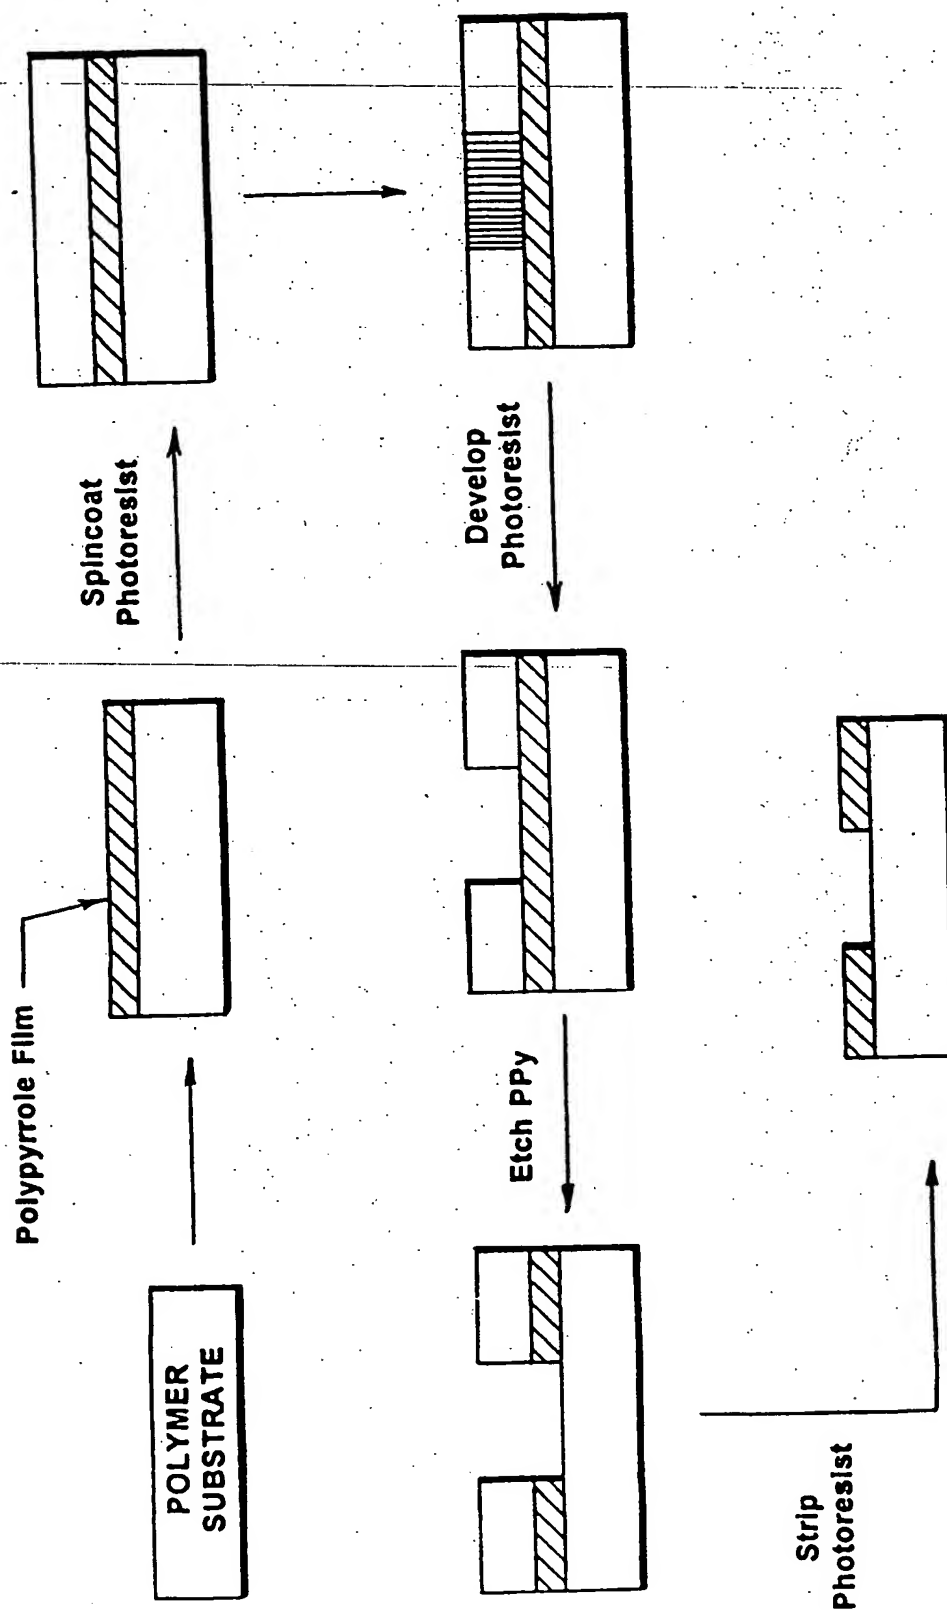 Polypyrrole Film
POLYMER
SUBSTRATE
Spincoat
Photoresist
Develop
Photoresist
Etch PPy
Strip
Photoresist